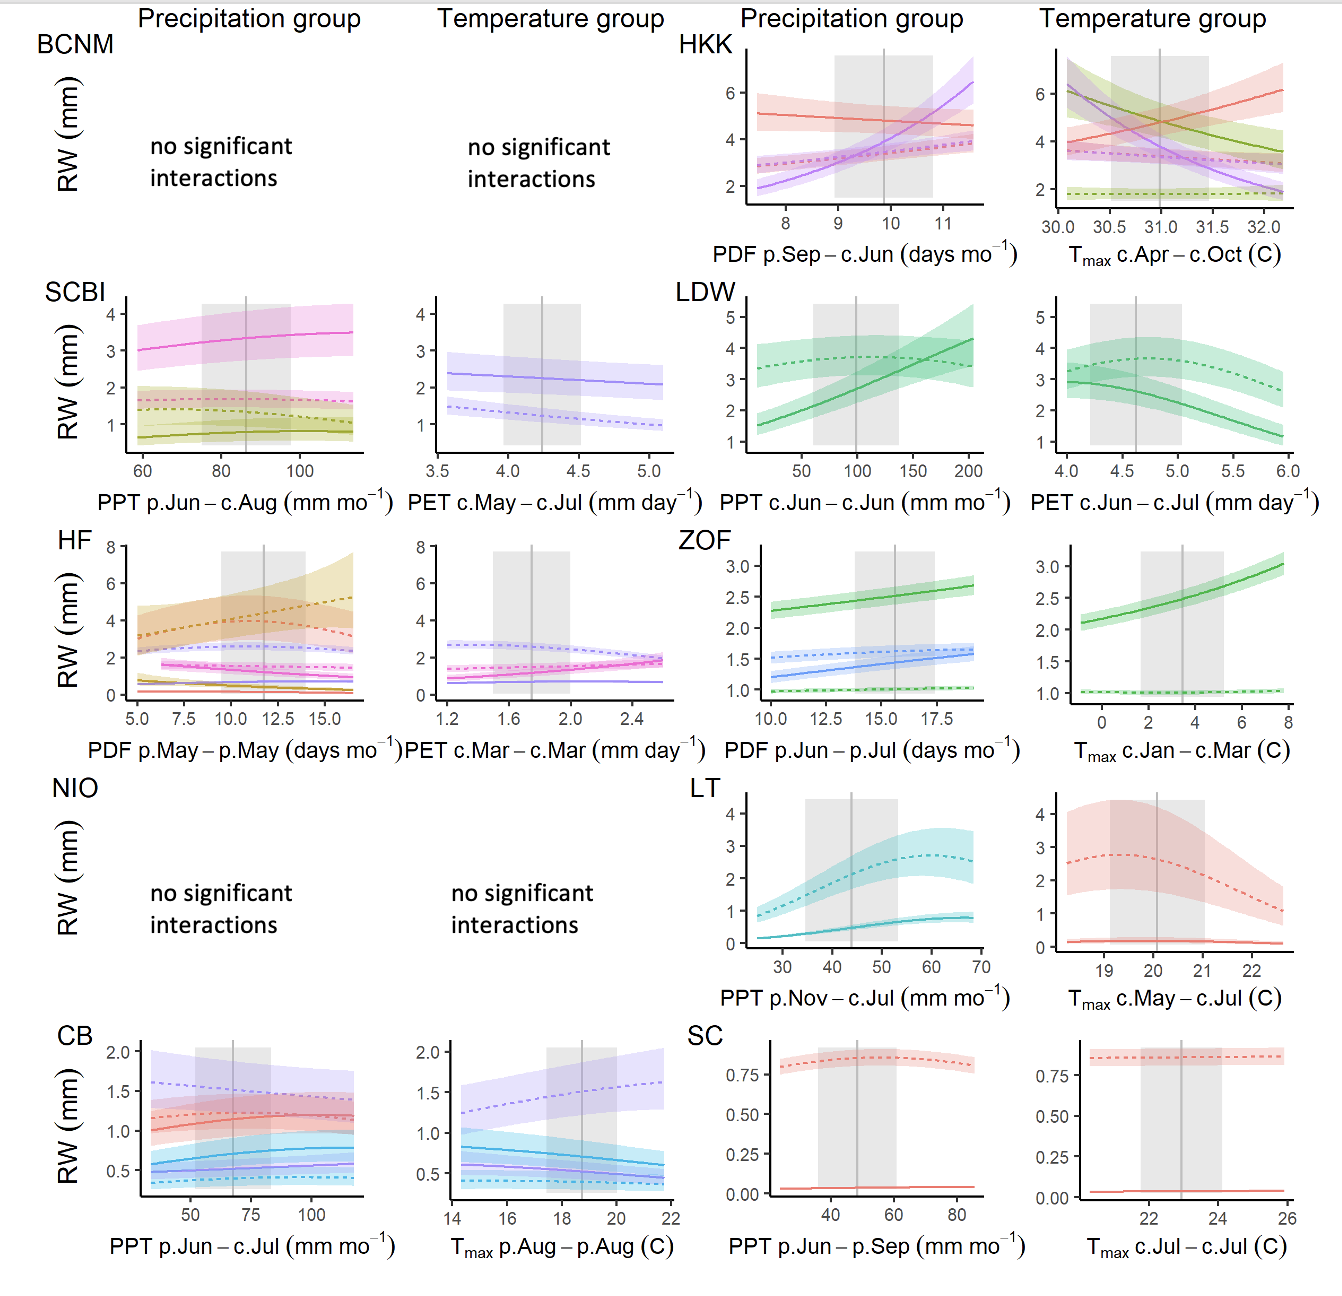 Precipitation group Temperature group Precipitation group Temperature group
BCNM
RW (mm)
no significant
interactions
no significant
interactions
HKK
6
4
2
8 9 10 11
PDF p.Sep – c.Jun (days mo⁻¹)
6
4
2
30.0 30.5 31.0 31.5 32.0
Tmax c.Apr – c.Oct (C)
SCBI
RW (mm)
4
3
2
1
60 80 100
PPT p.Jun – c.Aug (mm mo⁻¹)
4
3
2
1
3.5 4.0 4.5 5.0
PET c.May – c.Jul (mm day⁻¹)
LDW
5
4
3
2
1
50 100 150 200
PPT c.Jun – c.Jun (mm mo⁻¹)
5
4
3
2
1
4.0 4.5 5.0 5.5 6.0
PET c.Jun – c.Jul (mm day⁻¹)
HF
RW (mm)
8
6
4
2
0
5.0 7.5 10.0 12.5 15.0
PDF p.May – p.May (days mo⁻¹)
8
6
4
2
0
1.2 1.6 2.0 2.4
PET c.Mar – c.Mar (mm day⁻¹)
ZOF
3.0
2.5
2.0
1.5
1.0
10.0 12.5 15.0 17.5
PDF p.Jun – p.Jul (days mo⁻¹)
3.0
2.5
2.0
1.5
1.0
0 2 4 6 8
Tmax c.Jan – c.Mar (C)
NIO
RW (mm)
no significant
interactions
no significant
interactions
LT
4
3
2
1
0
30 40 50 60 70
PPT p.Nov – c.Jul (mm mo⁻¹)
4
3
2
1
0
19 20 21 22
Tmax c.May – c.Jul (C)
CB
RW (mm)
2.0
1.5
1.0
0.5
50 75 100
PPT p.Jun – c.Jul (mm mo⁻¹)
2.0
1.5
1.0
0.5
14 16 18 20 22
Tmax p.Aug – p.Aug (C)
SC
0.75
0.50
0.25
0.00
40 60 80
PPT p.Jun – p.Sep (mm mo⁻¹)
0.75
0.50
0.25
0.00
22 24 26
Tmax c.Jul – c.Jul (C)